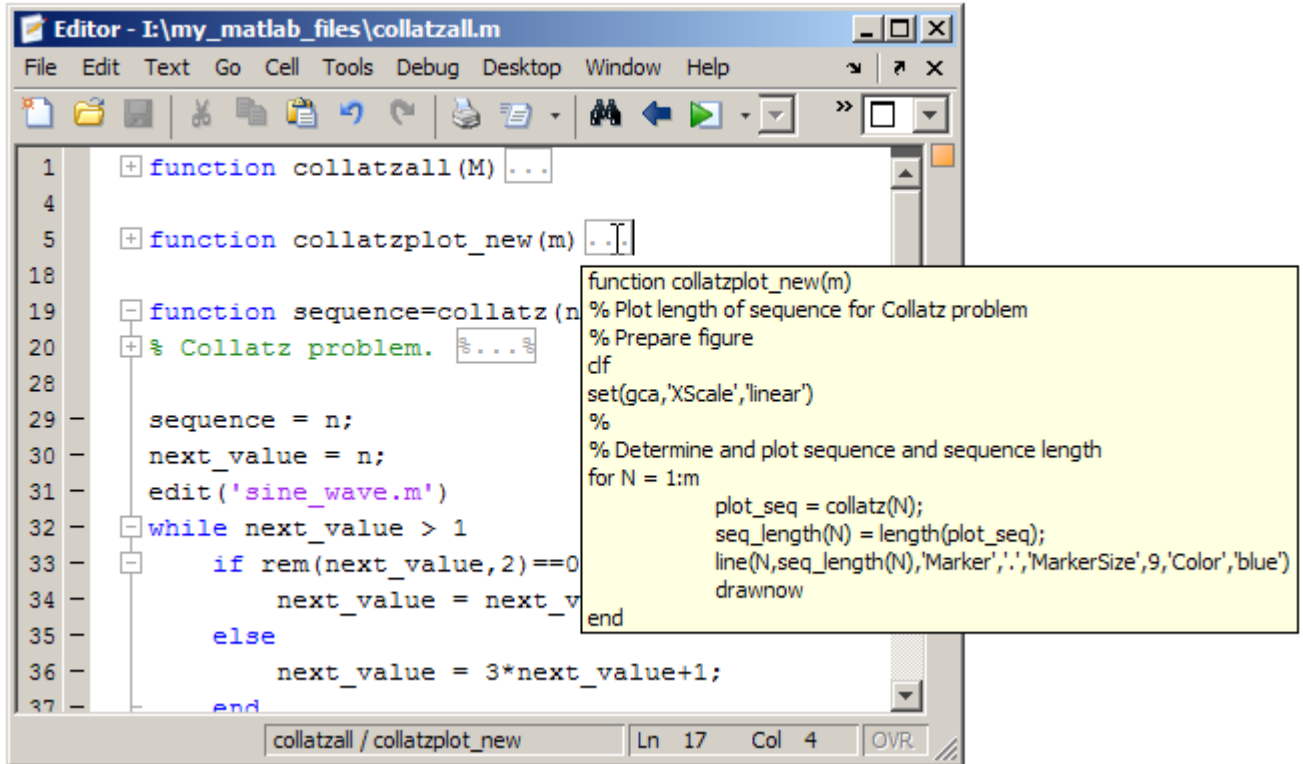 Editor - I:\my_matlab_files\collatzall.m
File Edit Text Go Cell Tools Debug Desktop Window Help
1 function collatzall(M) ...
4
5 function collatzplot_new(m) ...
18
19 function sequence=collatz(n
20 % Collatz problem. %...%
28
29 - sequence = n;
30 - next_value = n;
31 - edit('sine_wave.m')
32 - while next_value > 1
33 - if rem(next_value,2)==0
34 - next_value = next_v
35 - else
36 - next_value = 3*next_value+1;
37 - end
function collatzplot_new(m)
% Plot length of sequence for Collatz problem
% Prepare figure
clf
set(gca,'XScale','linear')
%
% Determine and plot sequence and sequence length
for N = 1:m
plot_seq = collatz(N);
seq_length(N) = length(plot_seq);
line(N,seq_length(N),'Marker','.','MarkerSize',9,'Color','blue')
drawnow
end
collatzall / collatzplot_new Ln 17 Col 4 OVR